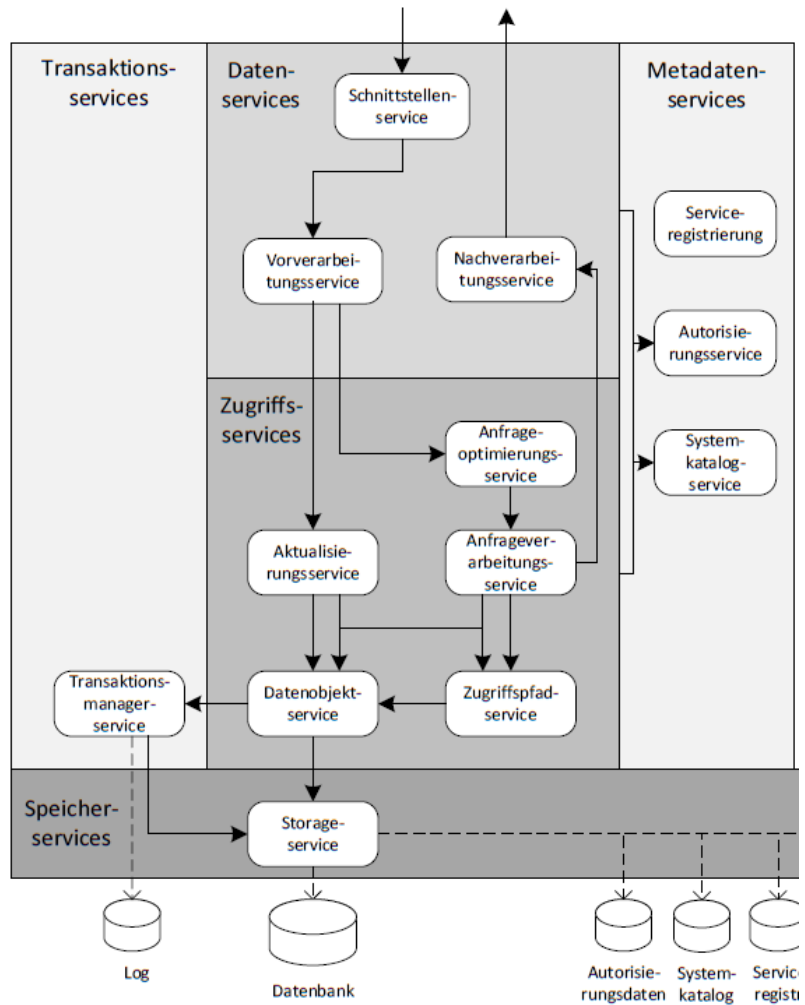 Transaktions-
services
Daten-
services
Metadaten-
services
Schnittstellen-
service
Service-
registrierung
Vorverarbei-
tungsservice
Nachverarbei-
tungsservice
Autorisie-
rungsservice
Zugriffs-
services
Anfrage-
optimierungs-
service
System-
katalog-
service
Aktualisie-
rungsservice
Anfragever-
arbeitungs-
service
Transaktions-
manager-
service
Datenobjekt-
service
Zugriffspfad-
service
Speicher-
services
Storage-
service
Log
Datenbank
Autorisie-
rungsdaten
System-
katalog